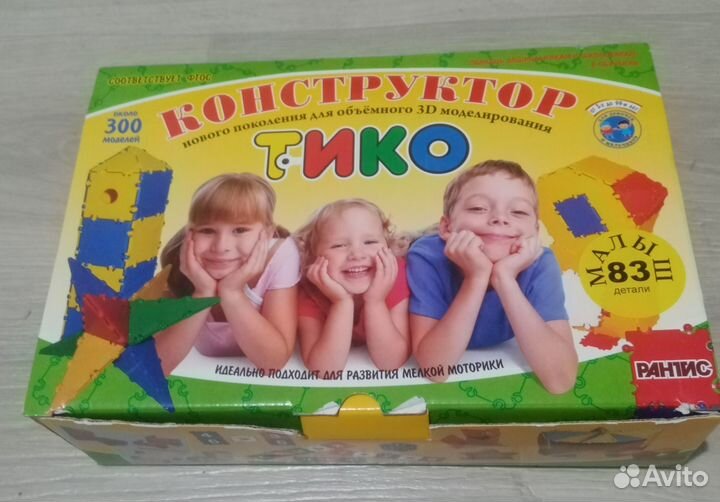 СООТВЕТСТВУЕТ ФГОС
КОНСТРУКТОР
нового поколения для объёмного 3D моделирования
около
300
моделей
ТИКО
МАЛЫШ
83
детали
РАНТИС
ИДЕАЛЬНО ПОДХОДИТ ДЛЯ РАЗВИТИЯ МЕЛКОЙ МОТОРИКИ
Avito